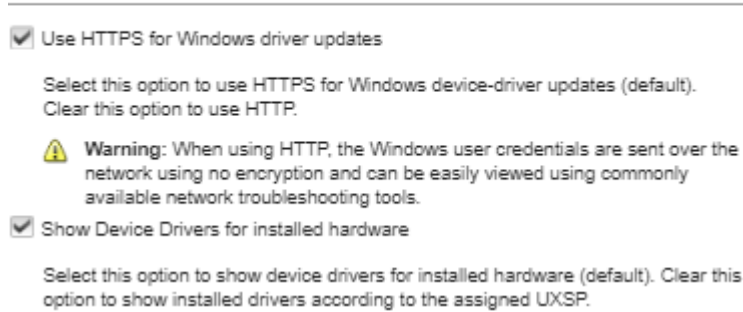 Use HTTPS for Windows driver updates
Select this option to use HTTPS for Windows device-driver updates (default).
Clear this option to use HTTP.
Warning: When using HTTP, the Windows user credentials are sent over the
network using no encryption and can be easily viewed using commonly
available network troubleshooting tools.
Show Device Drivers for installed hardware
Select this option to show device drivers for installed hardware (default). Clear this
option to show installed drivers according to the assigned UXSP.